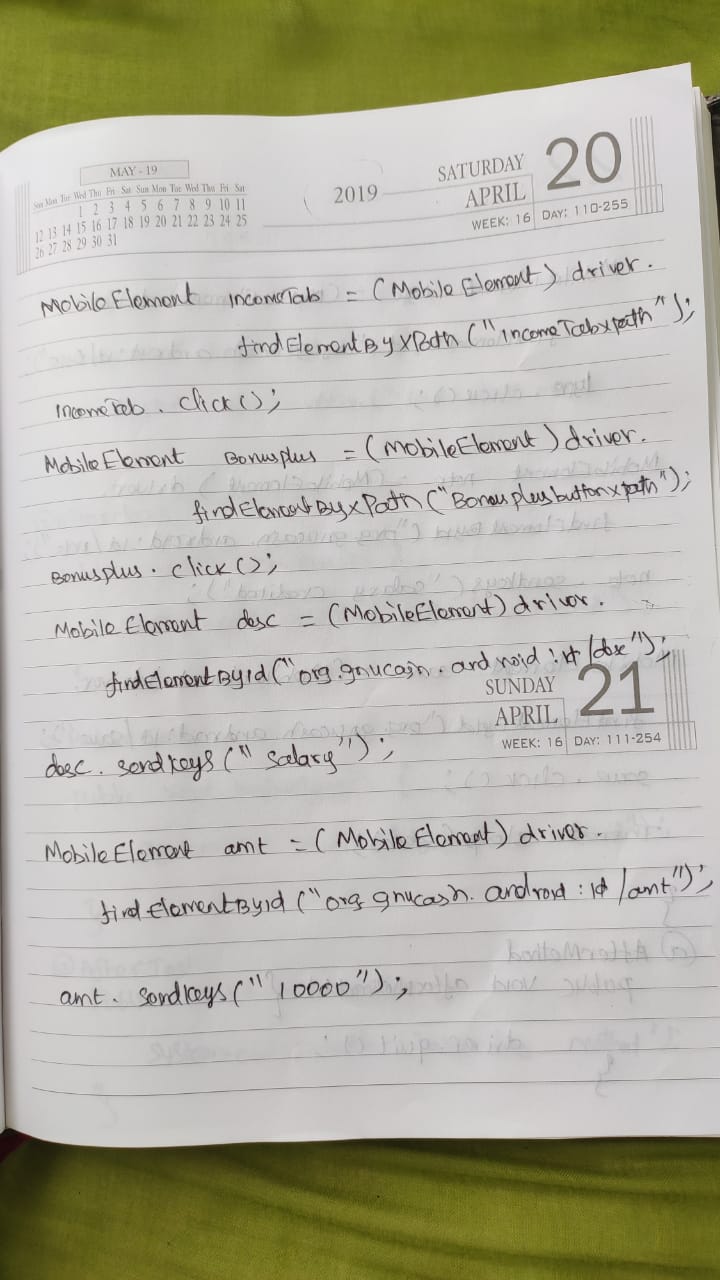 MAY - 19
Sun Mon Tue Wed Thu Fri Sat Sun Mon Tue Wed Thu Fri Sat
1 2 3 4 5 6 7 8 9 10 11
12 13 14 15 16 17 18 19 20 21 22 23 24 25
26 27 28 29 30 31
2019
SATURDAY
APRIL
20
WEEK: 16 DAY: 110-255
MobileElement IncomeTab = (MobileElement) driver.
findElementByXPath ("IncomeTabxpath");
IncomeTab. click();
MobileElement Bonusplus = (MobileElement) driver.
findElementByxPath ("Bonusplusbuttonxpath");
Bonusplus. click();
MobileElement desc = (MobileElement) driver.
findElementById ("org.gnucash.android:id/desc");
SUNDAY
APRIL
21
WEEK: 16 DAY: 111-254
desc. sendkeys ("Salary");
MobileElement amt = (MobileElement) driver.
findElementById ("org gnucash. android : id /amt");
amt. sendkeys ("10000");